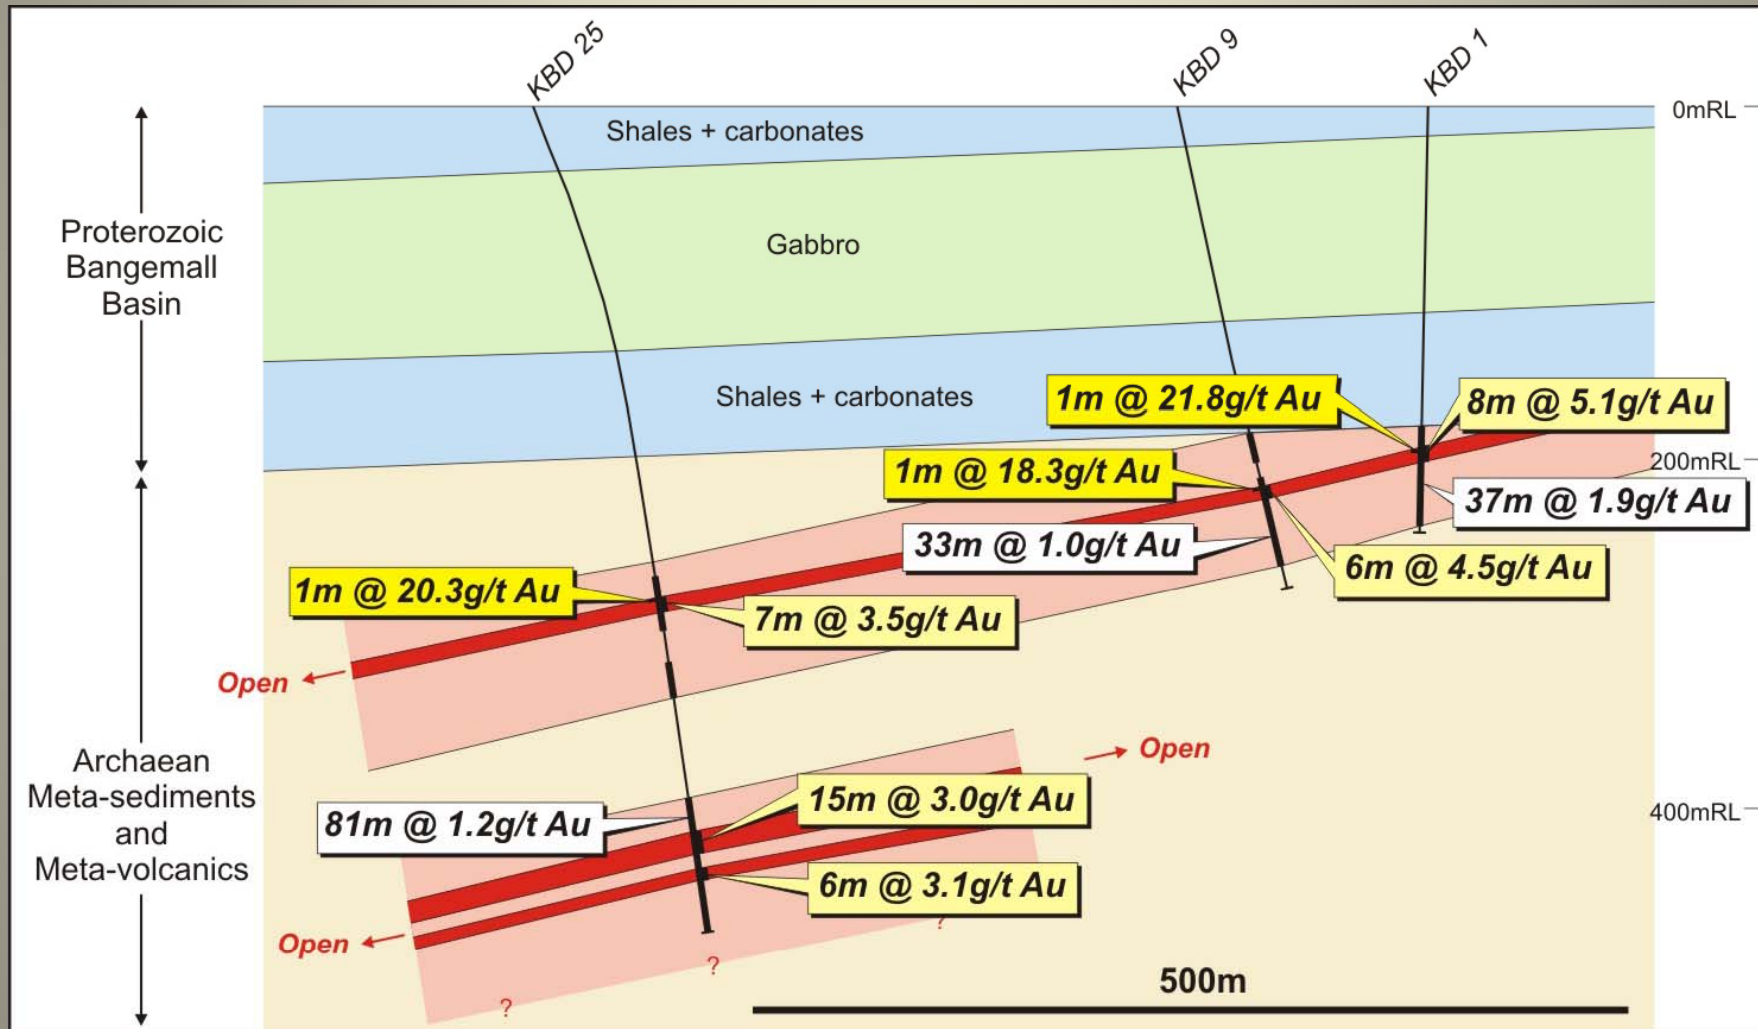 KBD 25
KBD 9
KBD 1
0mRL
Shales + carbonates
Proterozoic
Bangemall
Basin
Gabbro
Shales + carbonates
1m @ 21.8g/t Au
8m @ 5.1g/t Au
200mRL
1m @ 18.3g/t Au
37m @ 1.9g/t Au
33m @ 1.0g/t Au
6m @ 4.5g/t Au
1m @ 20.3g/t Au
7m @ 3.5g/t Au
Open
Open
Archaean
Meta-sediments
and
Meta-volcanics
15m @ 3.0g/t Au
400mRL
81m @ 1.2g/t Au
6m @ 3.1g/t Au
?
Open
?
?
500m